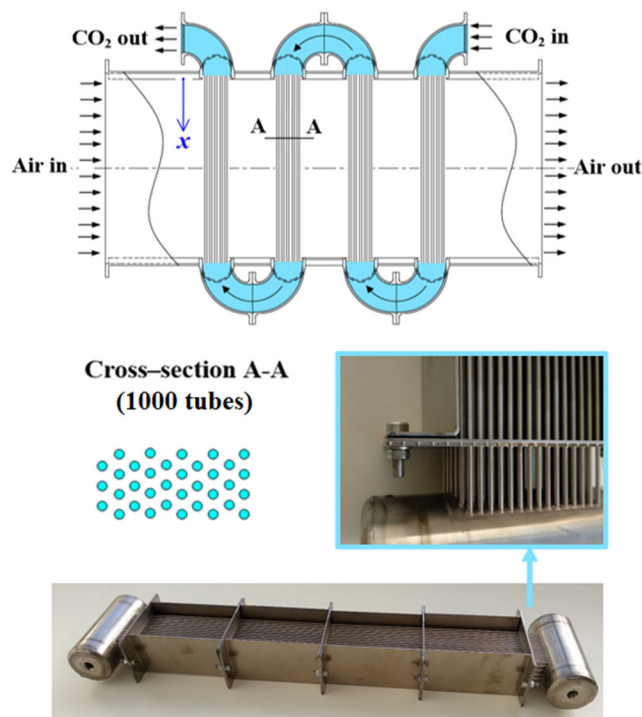 CO₂ out
CO₂ in
A A
x
Air in
Air out
Cross–section A-A
(1000 tubes)